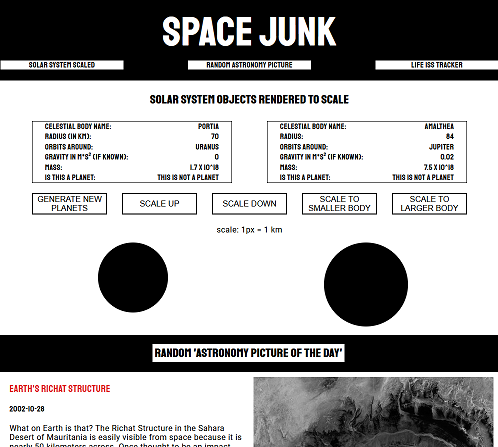 SPACE JUNK
SOLAR SYSTEM SCALED
RANDOM ASTRONOMY PICTURE
LIFE ISS TRACKER
SOLAR SYSTEM OBJECTS RENDERED TO SCALE
CELESTIAL BODY NAME: PORTIA
RADIUS (IN KM): 70
ORBITS AROUND: URANUS
GRAVITY IN M*S² (IF KNOWN): 0
MASS: 1.7 X 10^18
IS THIS A PLANET: THIS IS NOT A PLANET
CELESTIAL BODY NAME: AMALTHEA
RADIUS: 84
ORBITS AROUND: JUPITER
GRAVITY IN M*S² (IF KNOWN): 0.02
MASS: 7.5 X 10^18
IS THIS A PLANET: THIS IS NOT A PLANET
GENERATE NEW
PLANETS
SCALE UP
SCALE DOWN
SCALE TO
SMALLER BODY
SCALE TO
LARGER BODY
scale: 1px = 1 km
RANDOM 'ASTRONOMY PICTURE OF THE DAY'
EARTH'S RICHAT STRUCTURE
2002-10-28
What on Earth is that? The Richat Structure in the Sahara
Desert of Mauritania is easily visible from space because it is
nearly 50 kilometers across. Once thought to be an impact